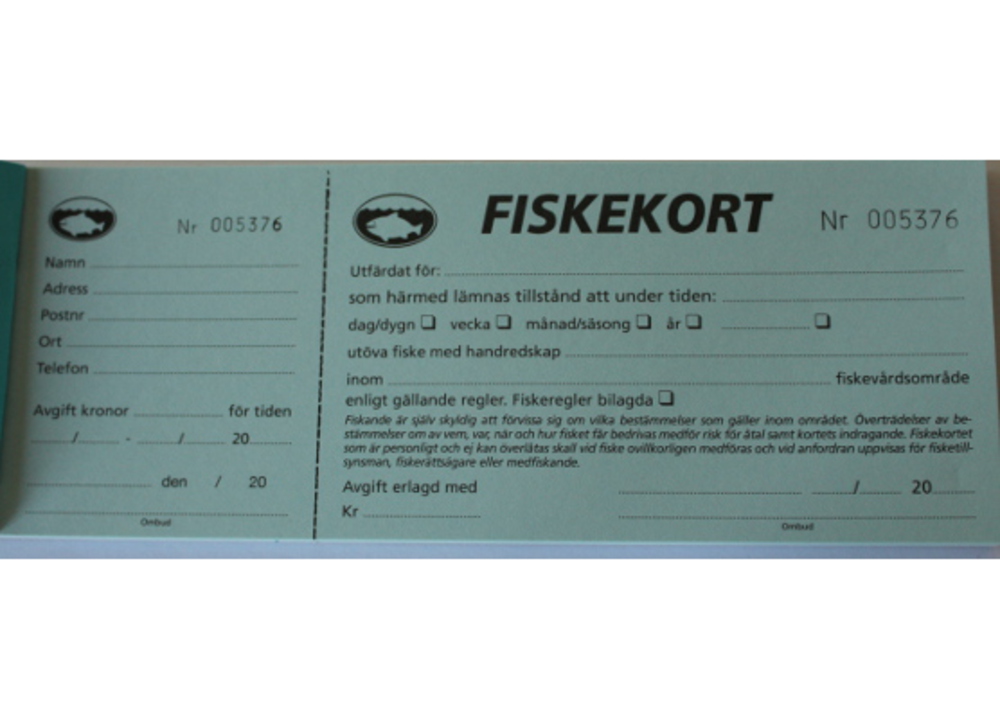 Nr 005376
Namn
Adress
Postnr
Ort
Telefon
Avgift kronor för tiden
/ - / 20
den / 20
Ombud
FISKEKORT Nr 005376
Utfärdat för:
som härmed lämnas tillstånd att under tiden:
dag/dygn vecka månad/säsong år
utöva fiske med handredskap
inom fiskevårdsområde
enligt gällande regler. Fiskeregler bilagda
Fiskande är själv skyldig att förvissa sig om vilka bestämmelser som gäller inom området. Överträdelser av be-
stämmelser om av vem, var, när och hur fisket får bedrivas medför risk för åtal samt kortets indragande. Fiskekortet
som är personligt och ej kan överlåtas skall vid fiske ovillkorligen medföras och vid anfordran uppvisas för fisketill-
synsman, fiskerättsägare eller medfiskande.
Avgift erlagd med / 20
Kr
Ombud